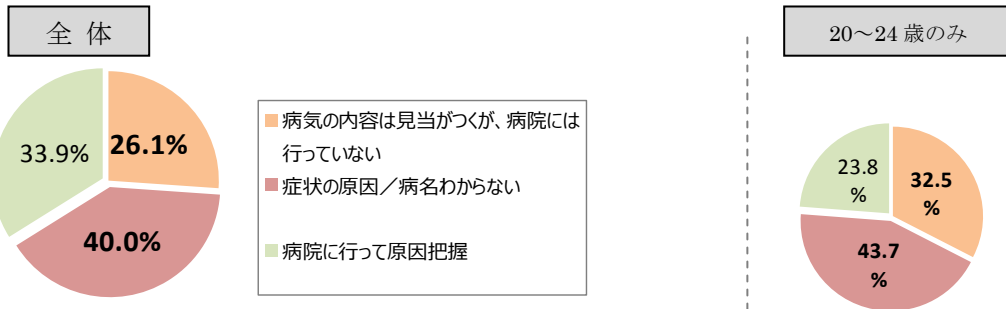 全 体
33.9%
26.1%
40.0%
病気の内容は見当がつくが、病院には
行っていない
症状の原因／病名わからない
病院に行って原因把握
20～24 歳のみ
23.8
%
32.5
%
43.7
%